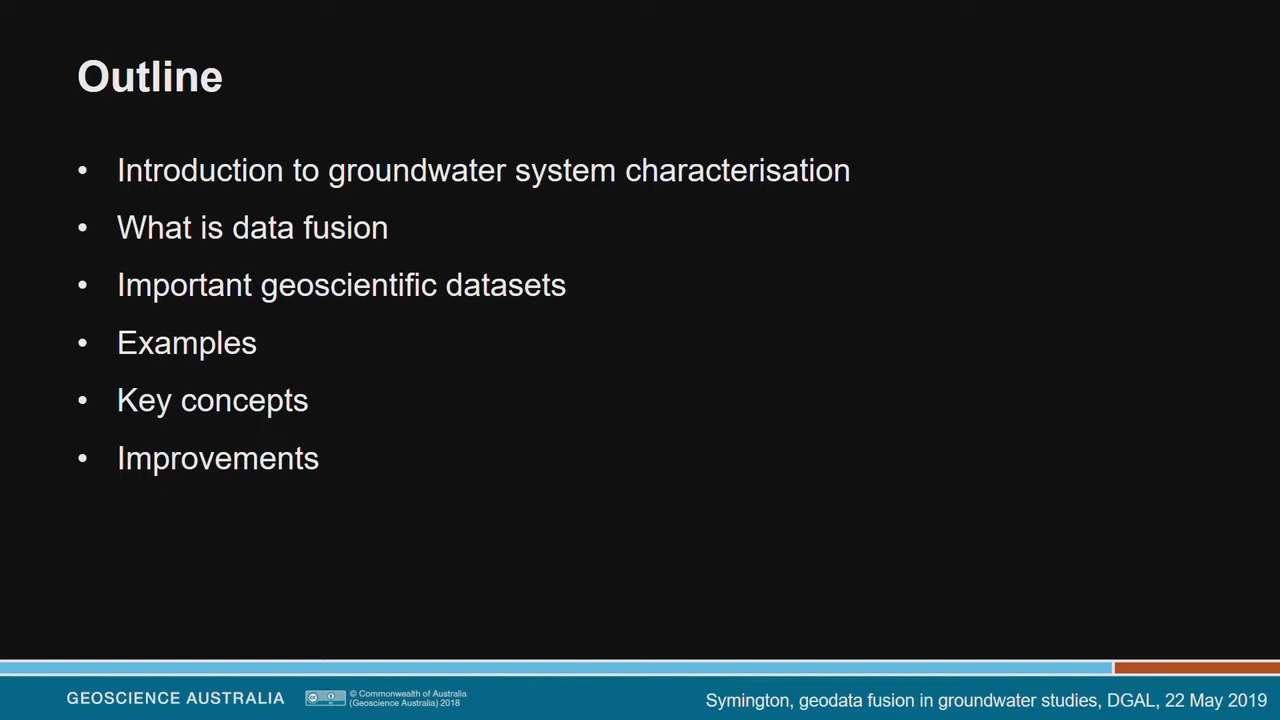 Outline
• Introduction to groundwater system characterisation
• What is data fusion
• Important geoscientific datasets
• Examples
• Key concepts
• Improvements
GEOSCIENCE AUSTRALIA
© Commonwealth of Australia
(Geoscience Australia) 2018
Symington, geodata fusion in groundwater studies, DGAL, 22 May 2019